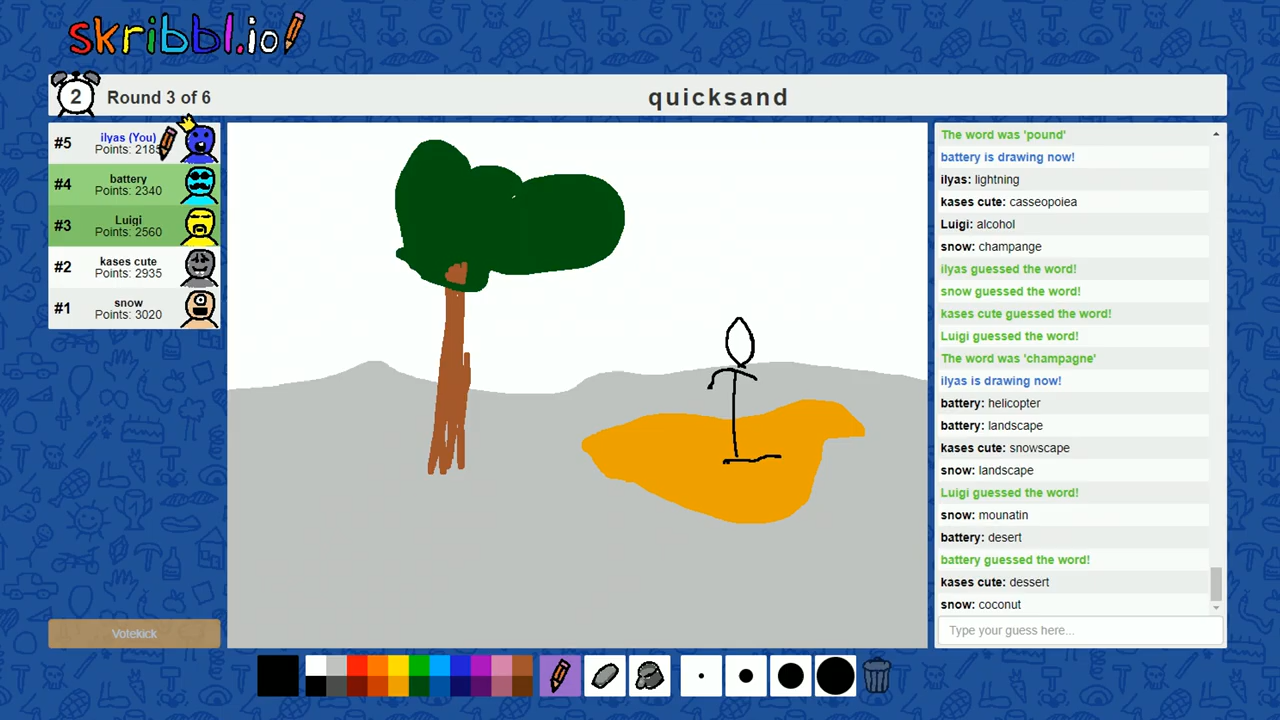 skribbl.io
2
Round 3 of 6
quicksand
#5
ilyas (You)
Points: 2185
#4
battery
Points: 2340
#3
Luigi
Points: 2560
#2
kases cute
Points: 2935
#1
snow
Points: 3020
Votekick
The word was 'pound'
battery is drawing now!
ilyas: lightning
kases cute: casseopoiea
Luigi: alcohol
snow: champange
ilyas guessed the word!
snow guessed the word!
kases cute guessed the word!
Luigi guessed the word!
The word was 'champagne'
ilyas is drawing now!
battery: helicopter
battery: landscape
kases cute: snowscape
snow: landscape
Luigi guessed the word!
snow: mounatin
battery: desert
battery guessed the word!
kases cute: dessert
snow: coconut
Type your guess here...